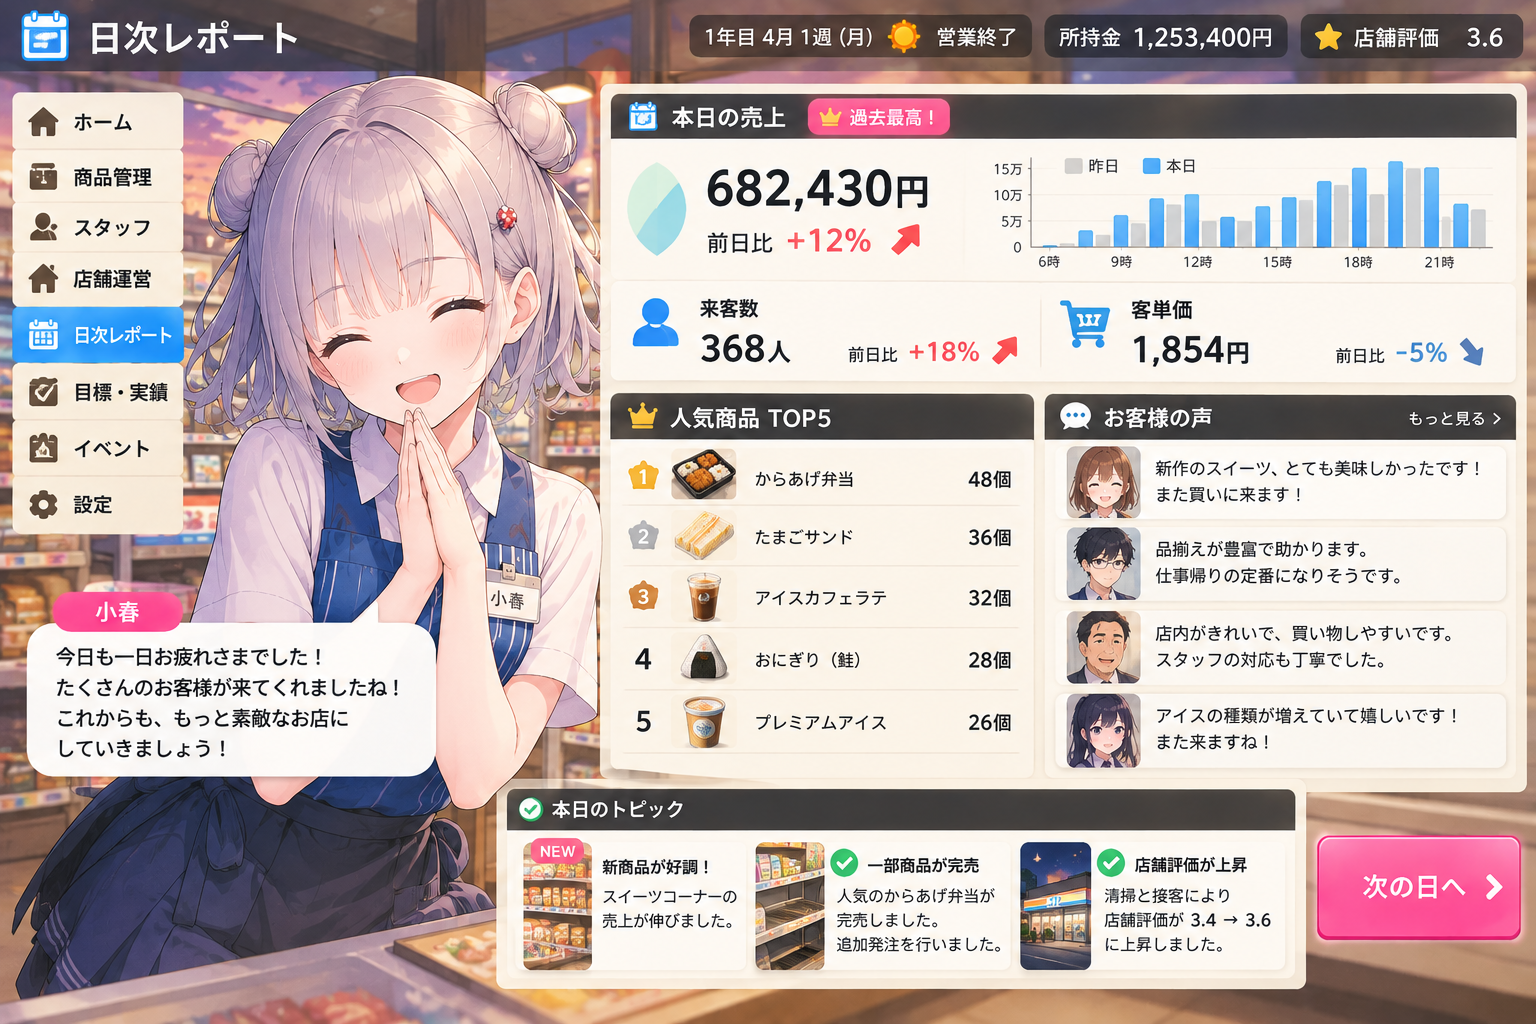 日次レポート
1年目 4月 1週 (月) 営業終了
所持金 1,253,400円
店舗評価 3.6
ホーム
商品管理
スタッフ
店舗運営
日次レポート
目標・実績
イベント
設定
小春
小春
今日も一日お疲れさまでした！
たくさんのお客様が来てくれましたね！
これからも、もっと素敵なお店に
していきましょう！
本日の売上
過去最高！
682,430円
前日比 +12%
昨日 本日
15万
10万
5万
0
6時 9時 12時 15時 18時 21時
来客数
368人
前日比 +18%
客単価
1,854円
前日比 -5%
人気商品 TOP5
1 からあげ弁当 48個
2 たまごサンド 36個
3 アイスカフェラテ 32個
4 おにぎり（鮭） 28個
5 プレミアムアイス 26個
お客様の声
もっと見る >
新作のスイーツ、とても美味しかったです！
また買いに来ます！
品揃えが豊富で助かります。
仕事帰りの定番になりそうです。
店内がきれいで、買い物しやすいです。
スタッフの対応も丁寧でした。
アイスの種類が増えていて嬉しいです！
また来ますね！
本日のトピック
NEW
新商品が好調！
スイーツコーナーの
売上が伸びました。
一部商品が完売
人気のからあげ弁当が
完売しました。
追加発注を行いました。
店舗評価が上昇
清掃と接客により
店舗評価が 3.4 → 3.6
に上昇しました。
次の日へ